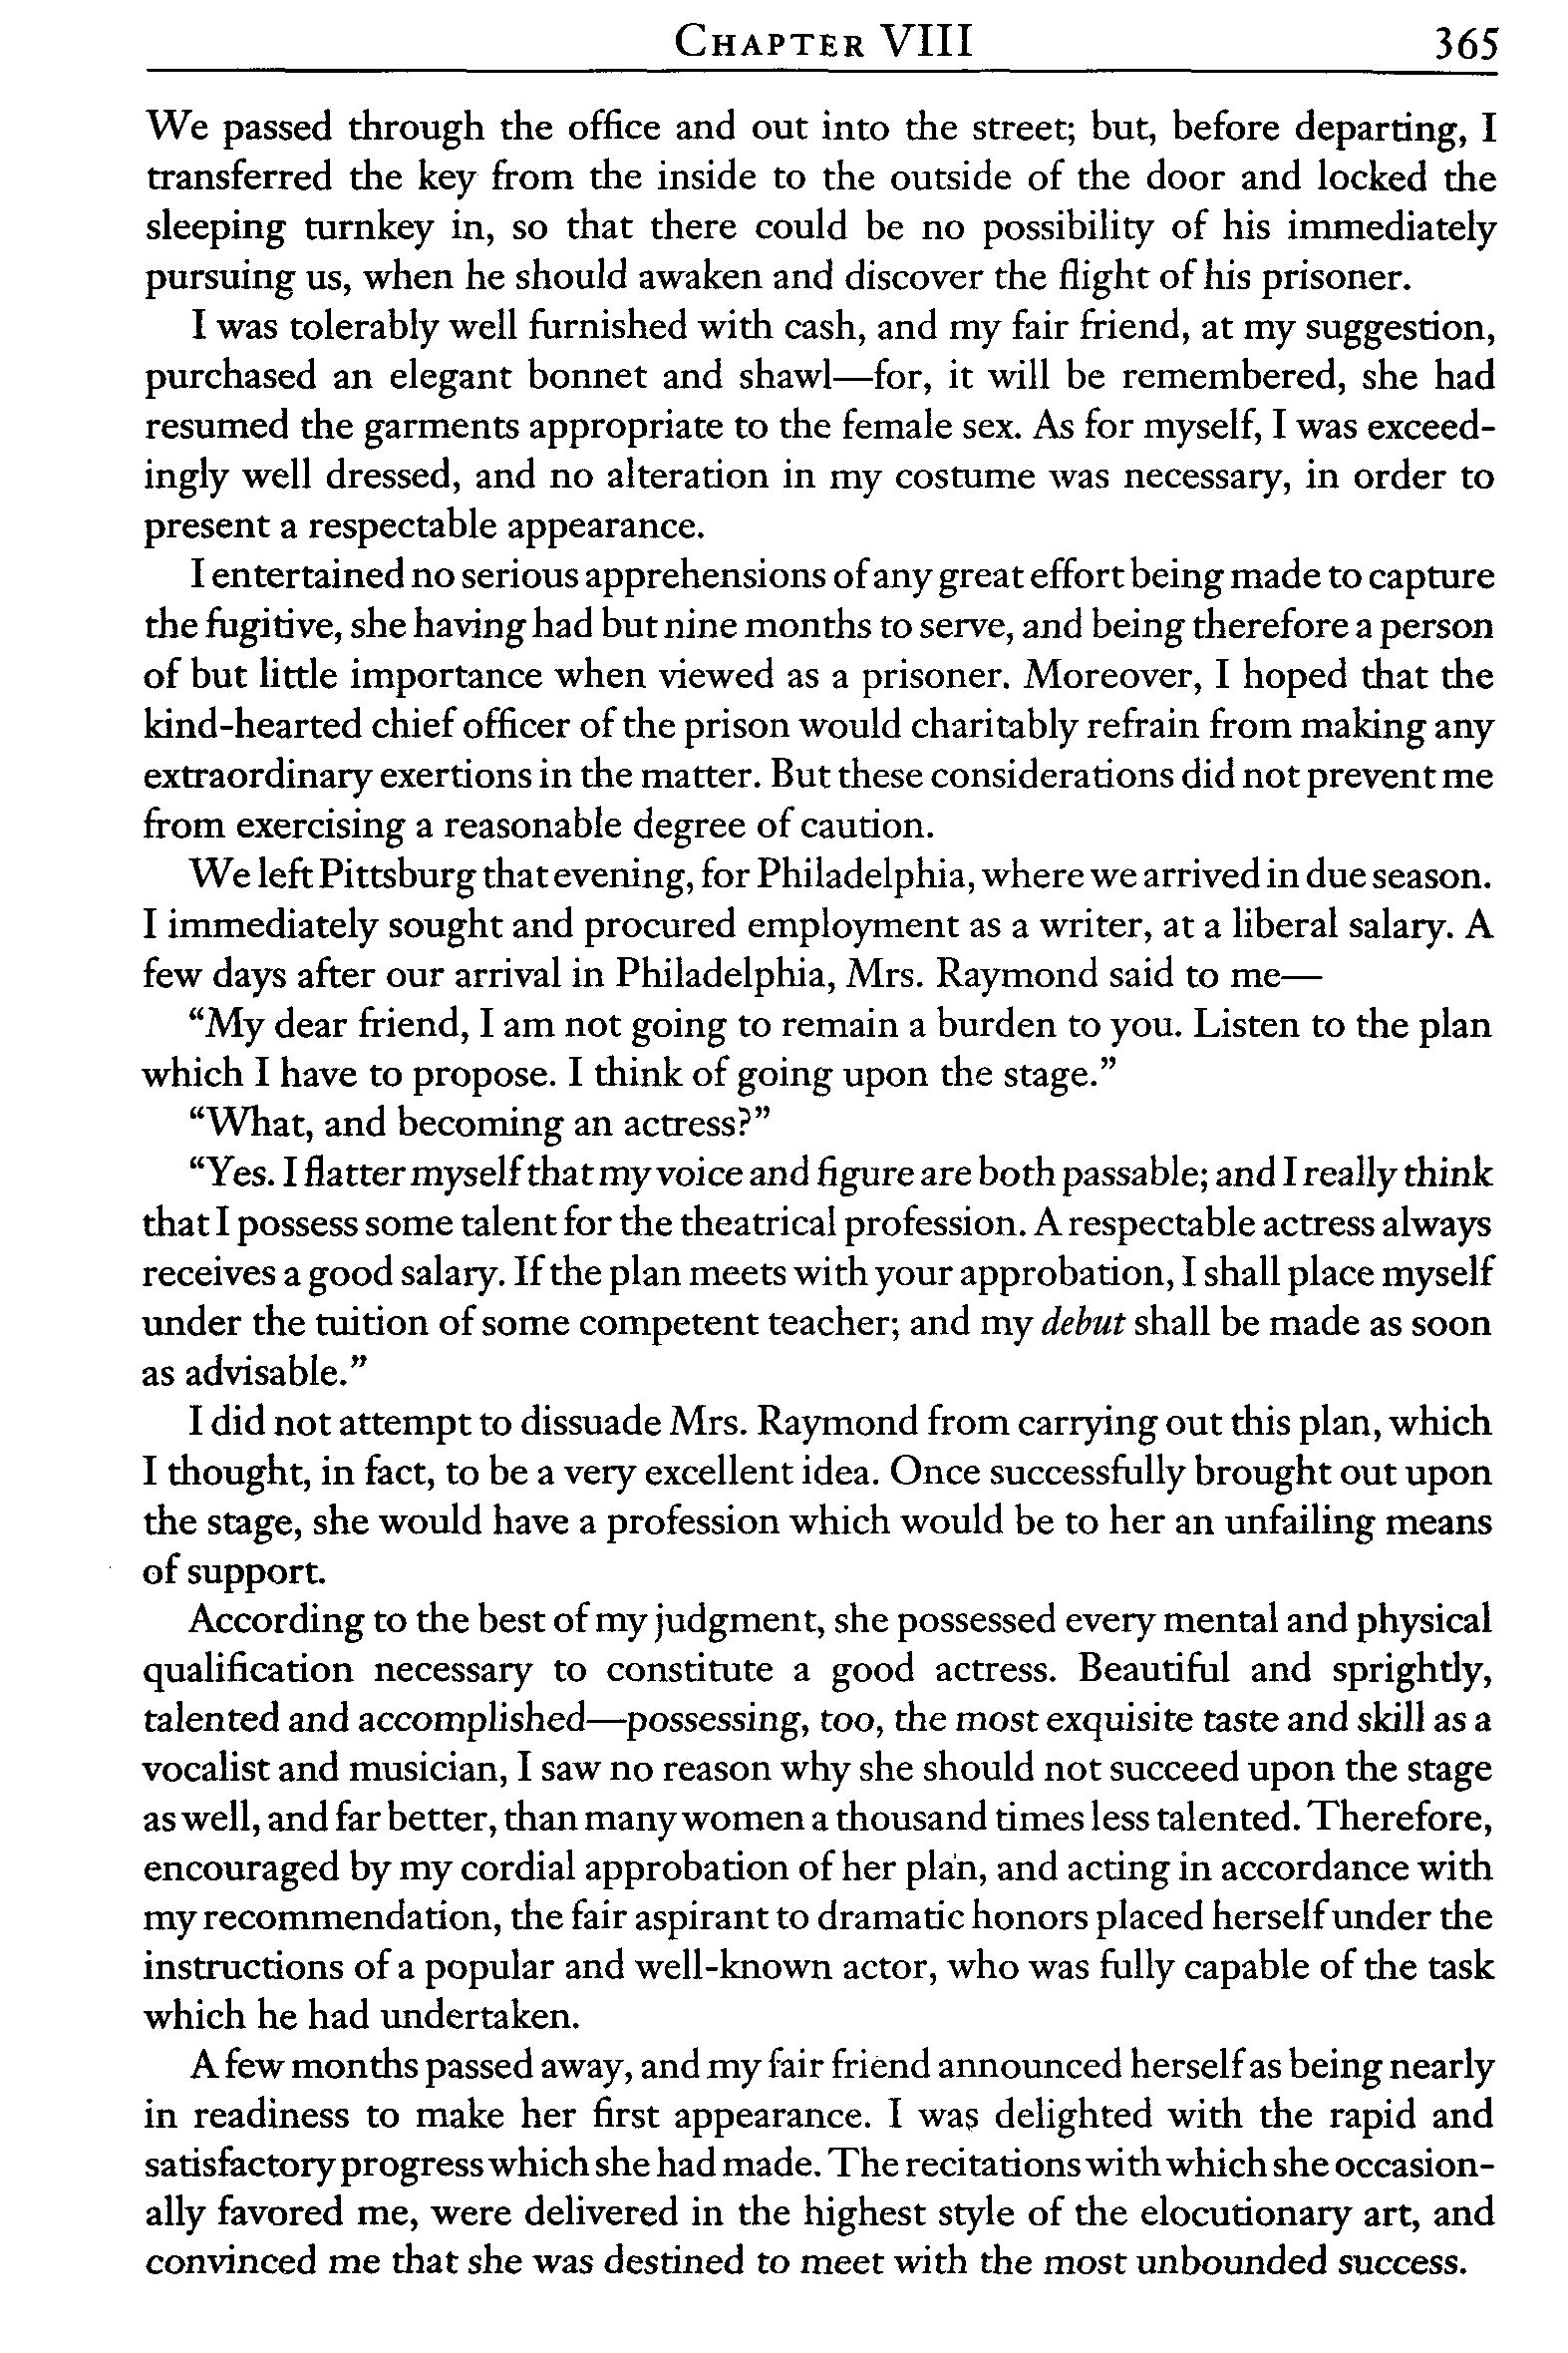 CHAPTER VIII 365
We passed through the office and out into the street; but, before departing, I
transferred the key from the inside to the outside of the door and locked the
sleeping turnkey in, so that there could be no possibility of his immediately
pursuing us, when he should awaken and discover the flight of his prisoner.
I was tolerably well furnished with cash, and my fair friend, at my suggestion,
purchased an elegant bonnet and shawl—for, it will be remembered, she had
resumed the garments appropriate to the female sex. As for myself, I was exceed-
ingly well dressed, and no alteration in my costume was necessary, in order to
present a respectable appearance.
I entertained no serious apprehensions of any great effort being made to capture
the fugitive, she having had but nine months to serve, and being therefore a person
of but little importance when viewed as a prisoner. Moreover, I hoped that the
kind-hearted chief officer of the prison would charitably refrain from making any
extraordinary exertions in the matter. But these considerations did not prevent me
from exercising a reasonable degree of caution.
We left Pittsburg that evening, for Philadelphia, where we arrived in due season.
I immediately sought and procured employment as a writer, at a liberal salary. A
few days after our arrival in Philadelphia, Mrs. Raymond said to me—
“My dear friend, I am not going to remain a burden to you. Listen to the plan
which I have to propose. I think of going upon the stage.”
“What, and becoming an actress?”
“Yes. I flatter myself that my voice and figure are both passable; and I really think
that I possess some talent for the theatrical profession. A respectable actress always
receives a good salary. If the plan meets with your approbation, I shall place myself
under the tuition of some competent teacher; and my debut shall be made as soon
as advisable.”
I did not attempt to dissuade Mrs. Raymond from carrying out this plan, which
I thought, in fact, to be a very excellent idea. Once successfully brought out upon
the stage, she would have a profession which would be to her an unfailing means
of support.
According to the best of my judgment, she possessed every mental and physical
qualification necessary to constitute a good actress. Beautiful and sprightly,
talented and accomplished—possessing, too, the most exquisite taste and skill as a
vocalist and musician, I saw no reason why she should not succeed upon the stage
as well, and far better, than many women a thousand times less talented. Therefore,
encouraged by my cordial approbation of her plan, and acting in accordance with
my recommendation, the fair aspirant to dramatic honors placed herself under the
instructions of a popular and well-known actor, who was fully capable of the task
which he had undertaken.
A few months passed away, and my fair friend announced herself as being nearly
in readiness to make her first appearance. I was delighted with the rapid and
satisfactory progress which she had made. The recitations with which she occasion-
ally favored me, were delivered in the highest style of the elocutionary art, and
convinced me that she was destined to meet with the most unbounded success.